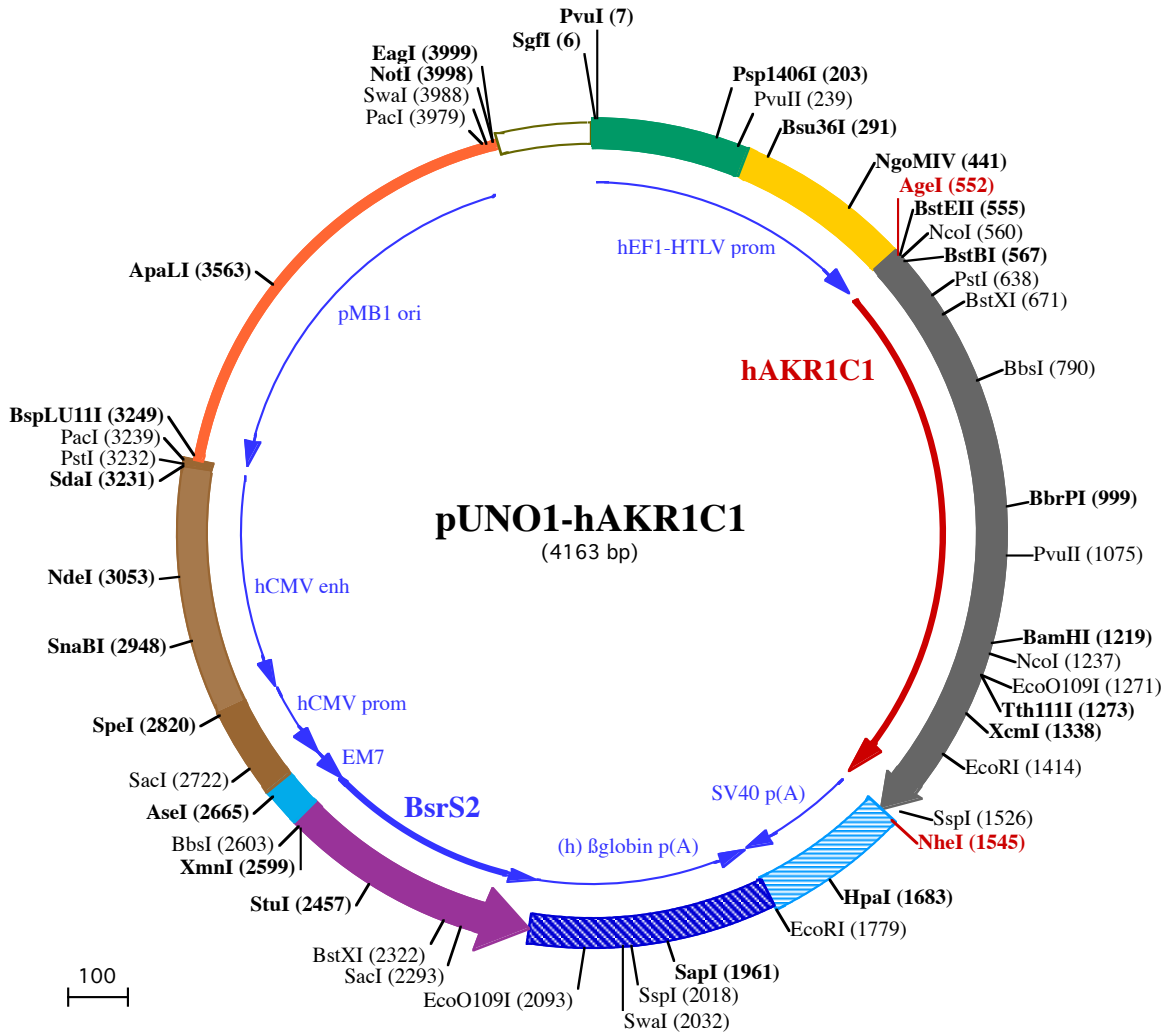 PvuI (7)
SgfI (6)
EagI (3999)
NotI (3998)
SwaI (3988)
PacI (3979)
Psp1406I (203)
PvuII (239)
Bsu36I (291)
NgoMIV (441)
AgeI (552)
BstEII (555)
NcoI (560)
BstBI (567)
PstI (638)
BstXI (671)
BbsI (790)
BbrPI (999)
PvuII (1075)
BamHI (1219)
NcoI (1237)
EcoO109I (1271)
Tth111I (1273)
XcmI (1338)
EcoRI (1414)
SspI (1526)
NheI (1545)
HpaI (1683)
EcoRI (1779)
SapI (1961)
SspI (2018)
SwaI (2032)
EcoO109I (2093)
SacI (2293)
BstXI (2322)
StuI (2457)
XmnI (2599)
BbsI (2603)
AseI (2665)
SacI (2722)
SpeI (2820)
SnaBI (2948)
NdeI (3053)
SdaI (3231)
PstI (3232)
PacI (3239)
BspLU11I (3249)
ApaLI (3563)
hEF1-HTLV prom
pMB1 ori
hAKR1C1
pUNO1-hAKR1C1
(4163 bp)
hCMV enh
hCMV prom
EM7
BsrS2
SV40 p(A)
(h) ßglobin p(A)
100